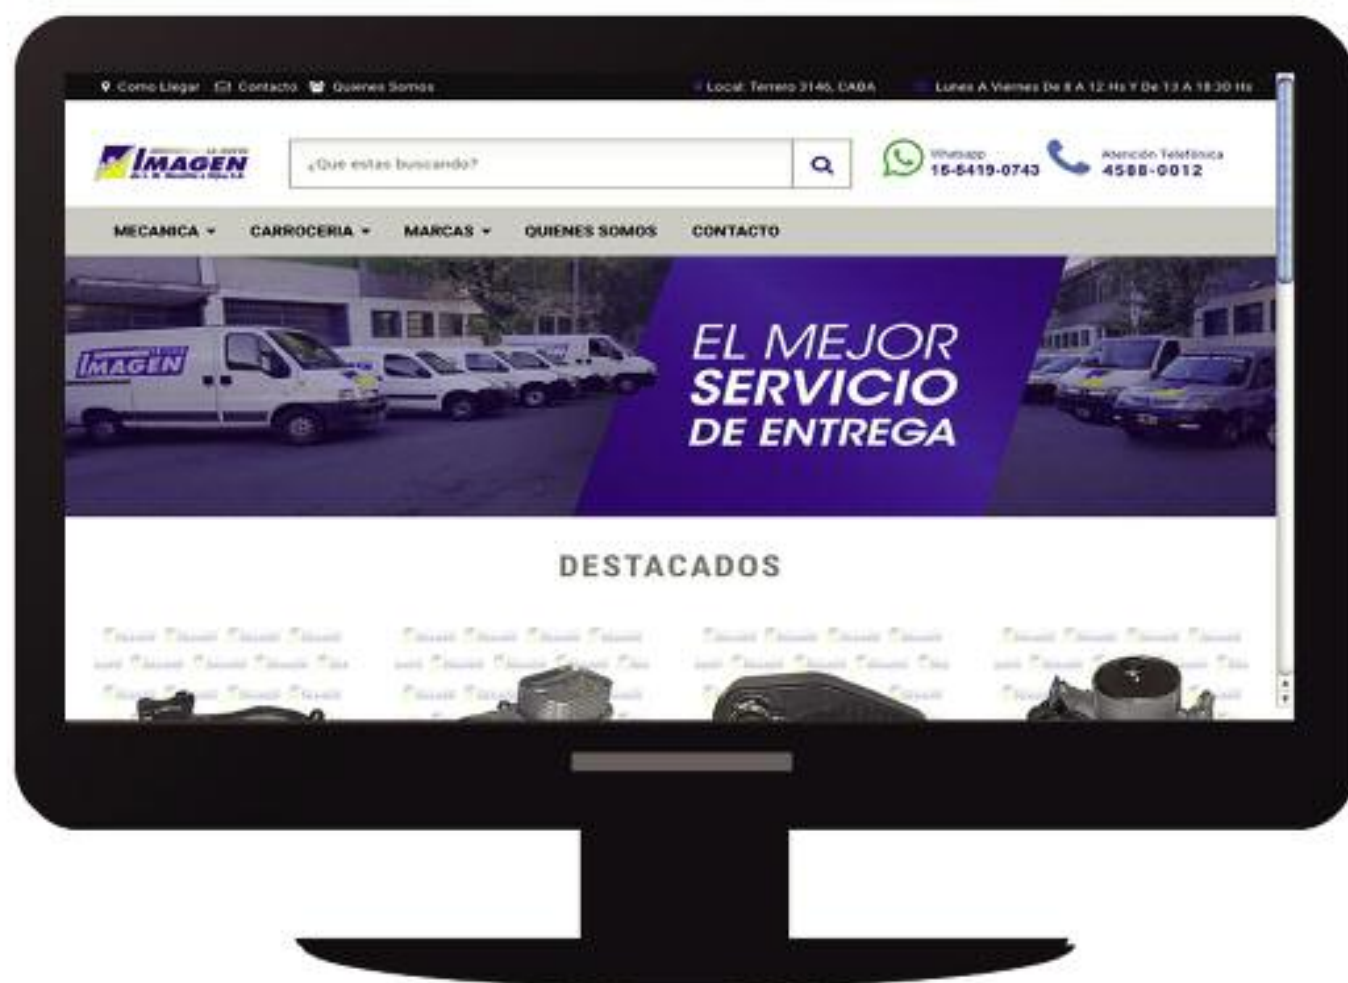 Como Llegar Contacto Quienes Somos Local: Terrero 3146, CABA Lunes A Viernes De 8 A 12 Hs Y De 13 A 18:30 Hs
IMAGEN
¿Que estas buscando?
Whatsapp
15-6419-0743
Atención Telefónica
4588-0012
MECANICA CARROCERIA MARCAS QUIENES SOMOS CONTACTO
IMAGEN
EL MEJOR
SERVICIO
DE ENTREGA
DESTACADOS